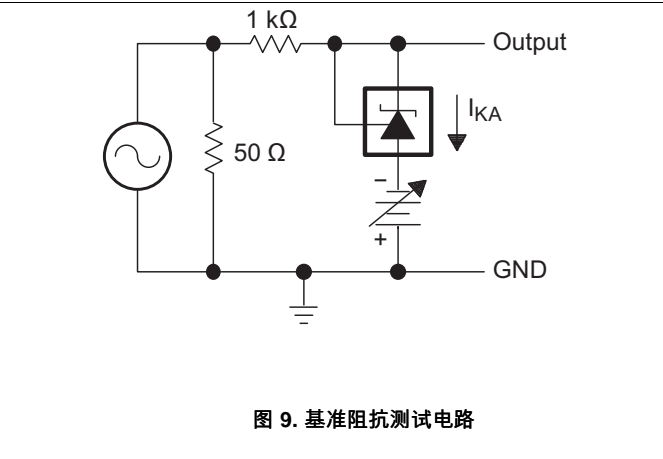 1 kΩ
Output
I_KA
50 Ω
−
+
GND
图 9. 基准阻抗测试电路